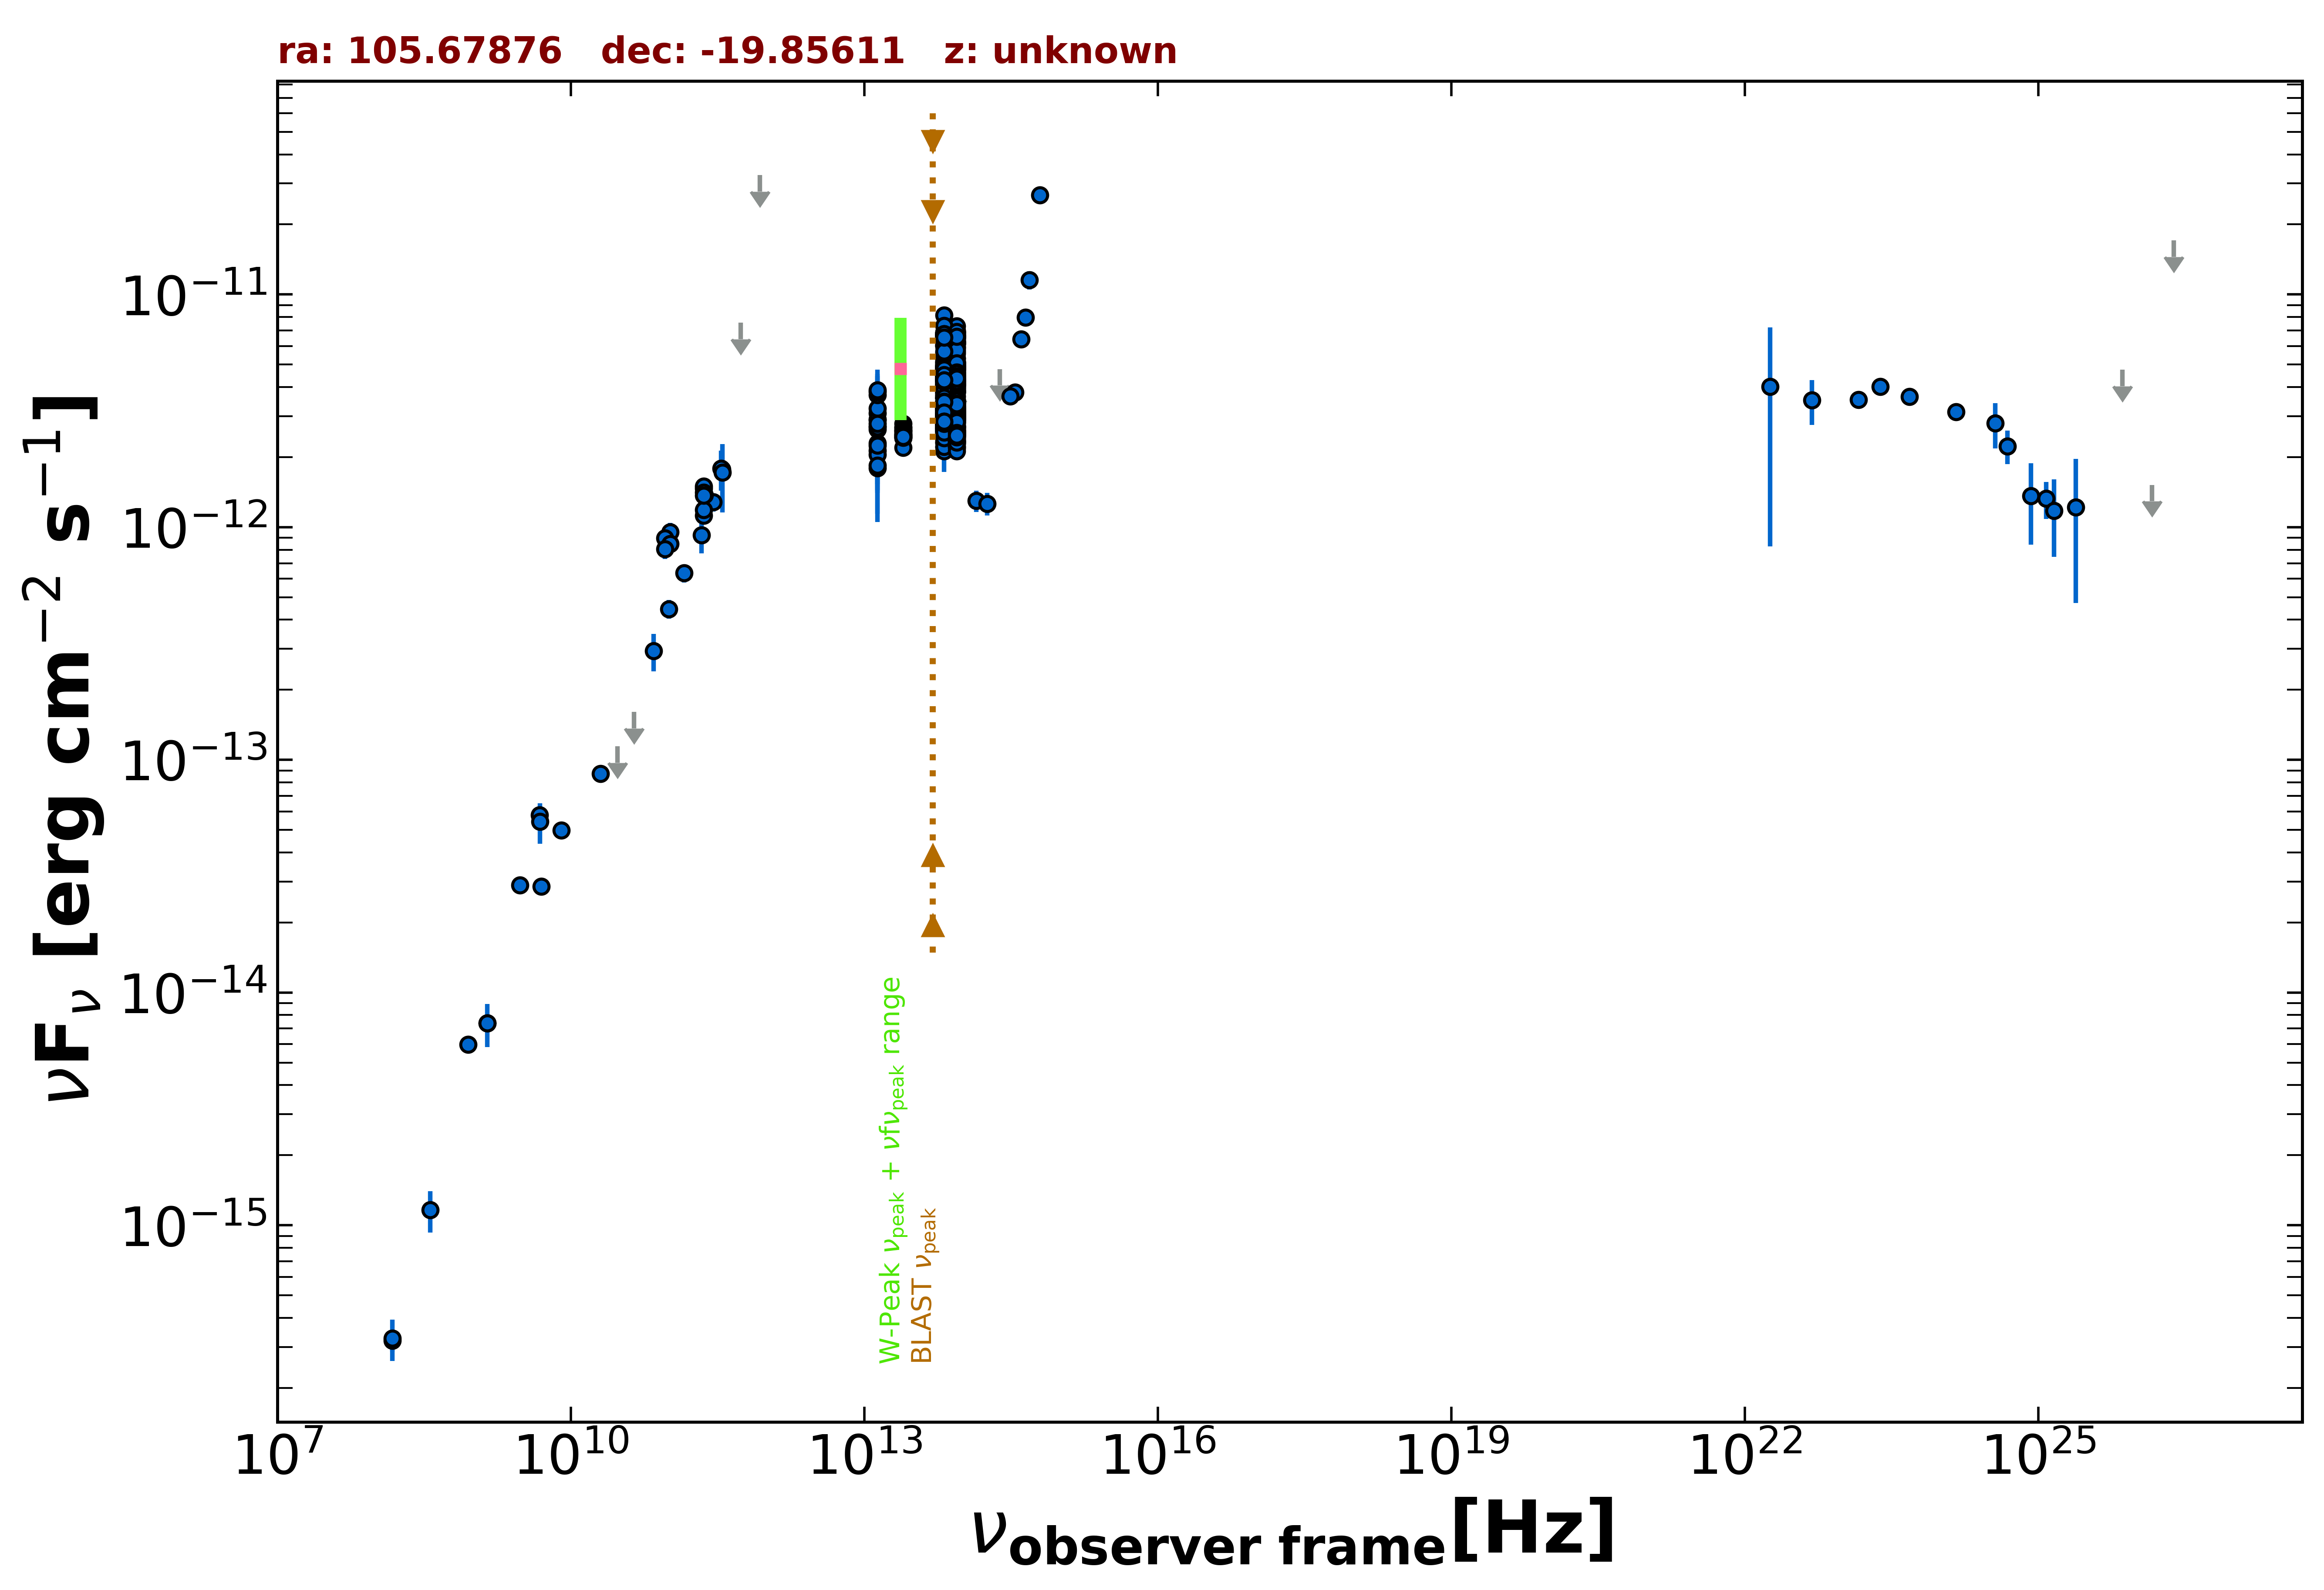 ra: 105.67876   dec: -19.85611   z: unknown
νFν [erg cm−2 s−1]
10−11
10−12
10−13
10−14
10−15
W-Peak νpeak + νfνpeak range
BLAST νpeak
107 1010 1013 1016 1019 1022 1025
νobserver frame[Hz]